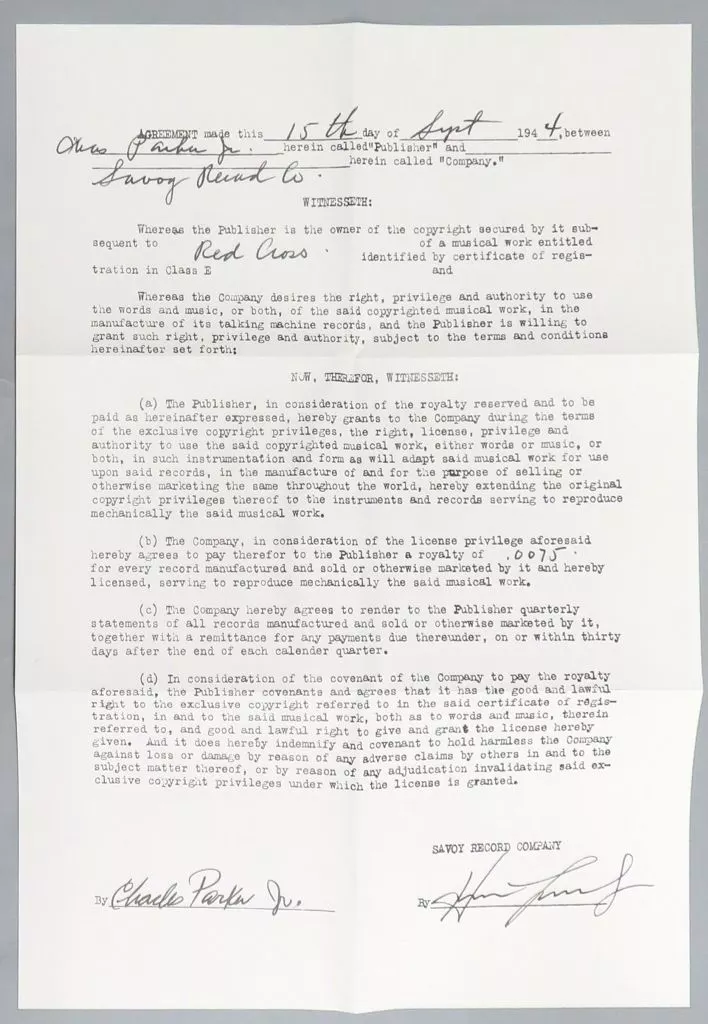 AGREEMENT made this 15th day of Sept 1944, between
Chas Parker Jr. herein called"Publisher" and
Savoy Record Co. herein called "Company."
WITNESSETH:
Whereas the Publisher is the owner of the copyright secured by it sub-
sequent to Red Cross. of a musical work entitled
identified by certificate of regis-
tration in Class E and
Whereas the Company desires the right, privilege and authority to use
the words and music, or both, of the said copyrighted musical work, in the
manufacture of its talking machine records, and the Publisher is willing to
grant such right, privilege and authority, subject to the terms and conditions
hereinafter set forth;
NOW, THEREFOR, WITNESSETH:
(a) The Publisher, in consideration of the royalty reserved and to be
paid as hereinafter expressed, hereby grants to the Company during the terms
of the exclusive copyright privileges, the right, license, privilege and
authority to use the said copyrighted musical work, either words or music, or
both, in such instrumentation and form as will adapt said musical work for use
upon said records, in the manufacture of and for the purpose of selling or
otherwise marketing the same throughout the world, hereby extending the original
copyright privileges thereof to the instruments and records serving to reproduce
mechanically the said musical work.
(b) The Company, in consideration of the license privilege aforesaid
hereby agrees to pay therefor to the Publisher a royalty of .0075
for every record manufactured and sold or otherwise marketed by it and hereby
licensed, serving to reproduce mechanically the said musical work.
(c) The Company hereby agrees to render to the Publisher quarterly
statements of all records manufactured and sold or otherwise marketed by it,
together with a remittance for any payments due thereunder, on or within thirty
days after the end of each calender quarter.
(d) In consideration of the covenant of the Company to pay the royalty
aforesaid, the Publisher covenants and agrees that it has the good and lawful
right to the exclusive copyright referred to in the said certificate of regis-
tration, in and to the said musical work, both as to words and music, therein
referred to, and good and lawful right to give and grant the license hereby
given. And it does hereby indemnify and covenant to hold harmless the Company
against loss or damage by reason of any adverse claims by others in and to the
subject matter thereof, or by reason of any adjudication invalidating said ex-
clusive copyright privileges under which the license is granted.
SAVOY RECORD COMPANY
By Charles Parker Jr. By